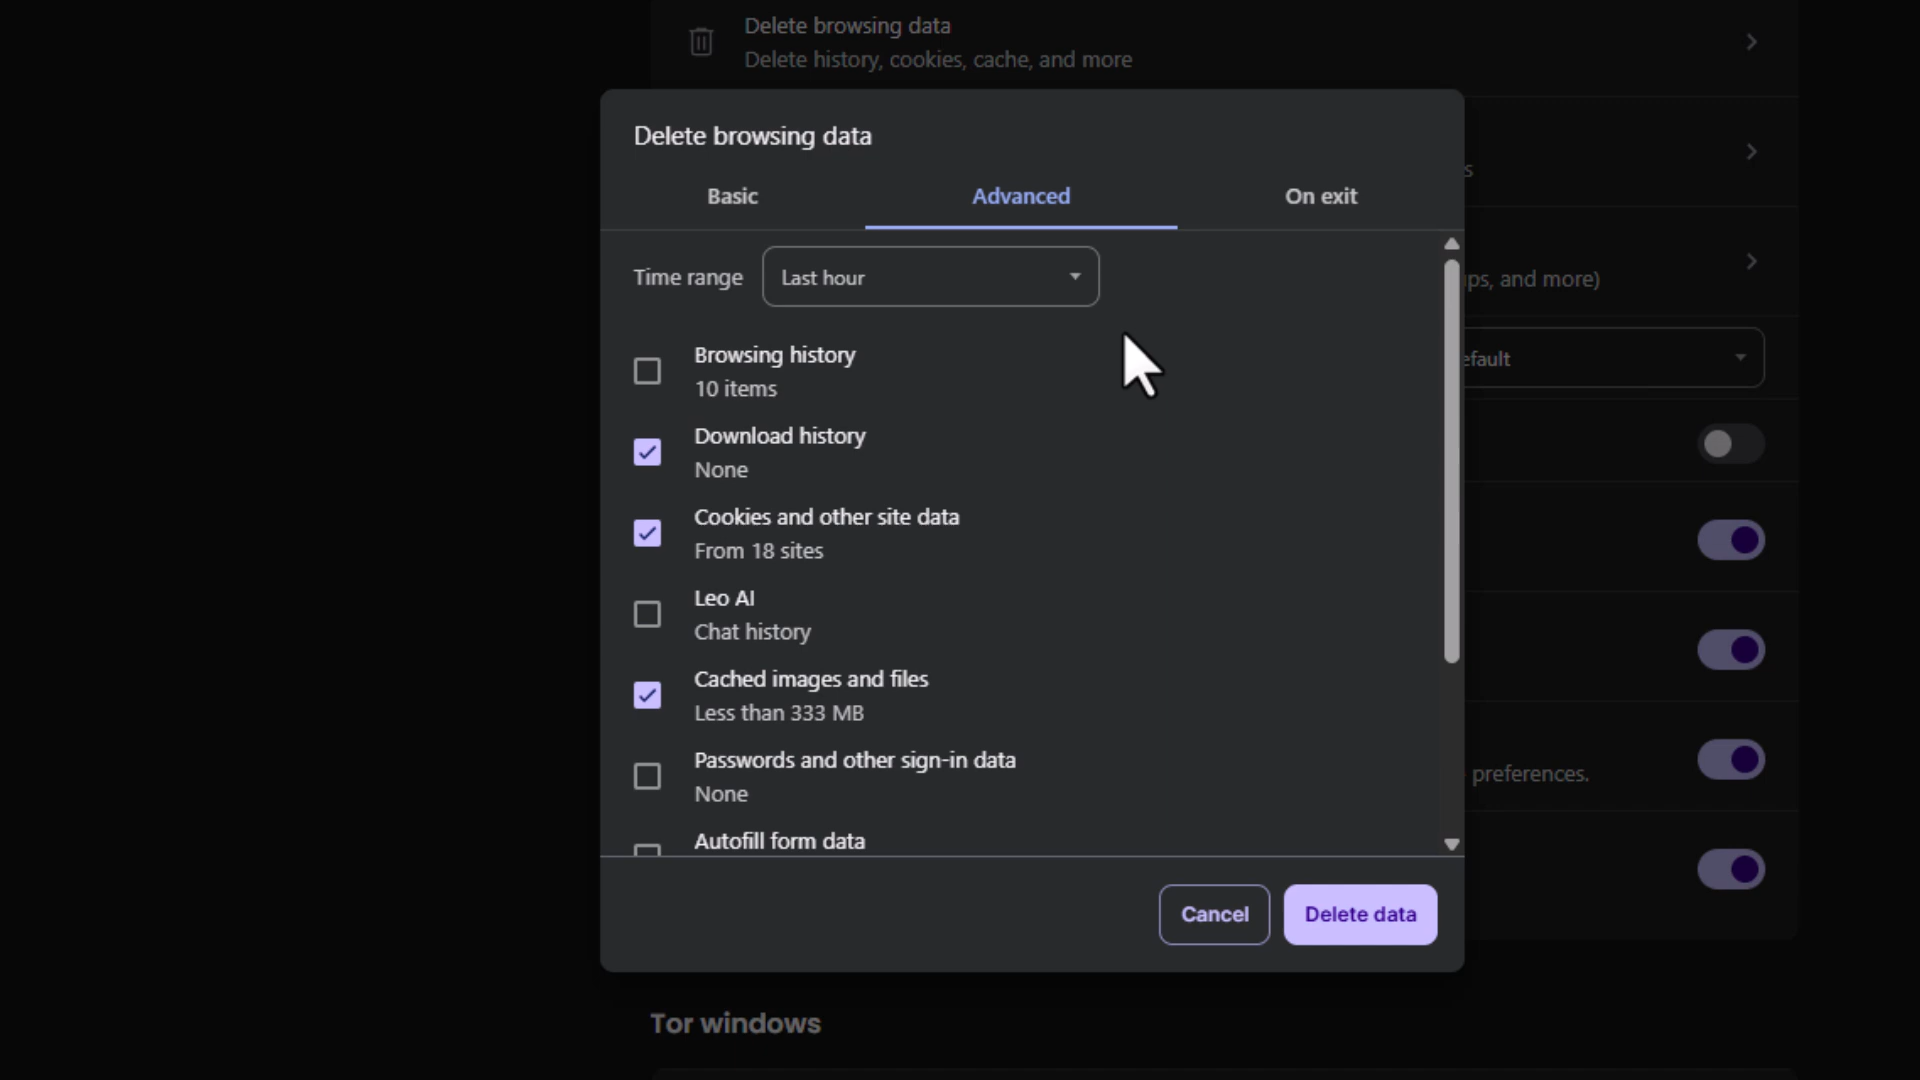 Delete browsing data
Delete history, cookies, cache, and more
Delete browsing data
Basic
Advanced
On exit
Time range
Last hour
Browsing history
10 items
Download history
None
Cookies and other site data
From 18 sites
Leo AI
Chat history
Cached images and files
Less than 333 MB
Passwords and other sign-in data
None
Autofill form data
Cancel
Delete data
and more)
preferences.
Tor windows